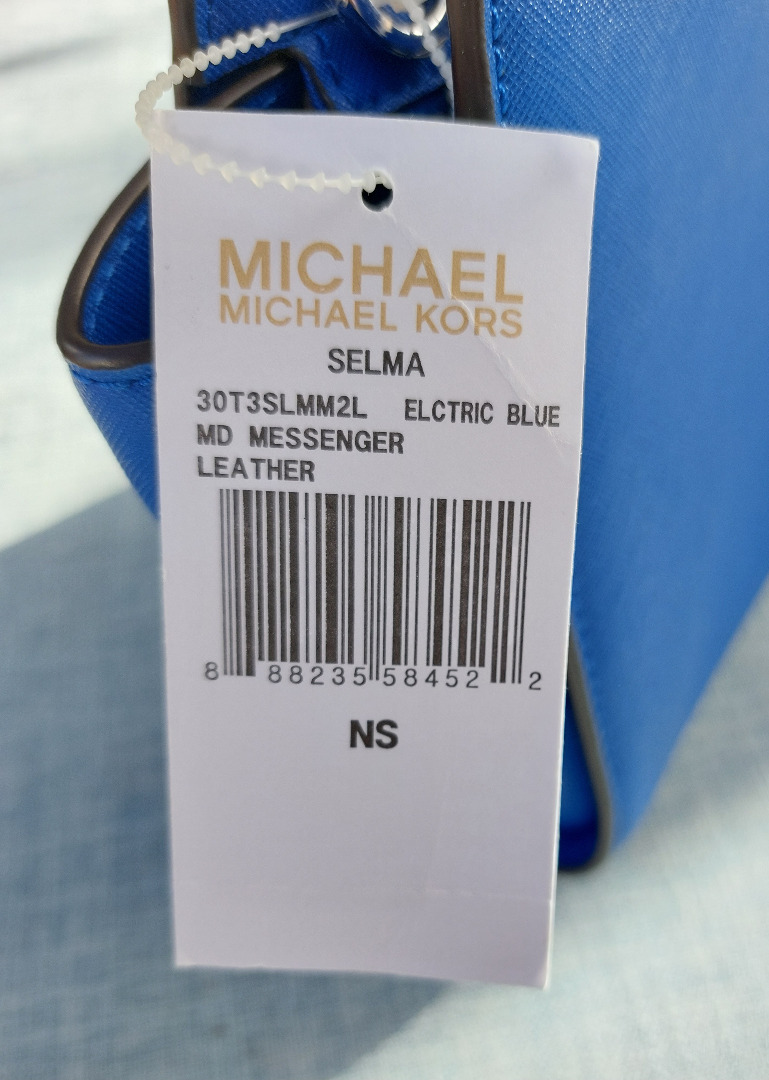 MICHAEL
MICHAEL KORS
SELMA
30T3SLMM2L ELCTRIC BLUE
MD MESSENGER
LEATHER
8 88235 58452 2
NS